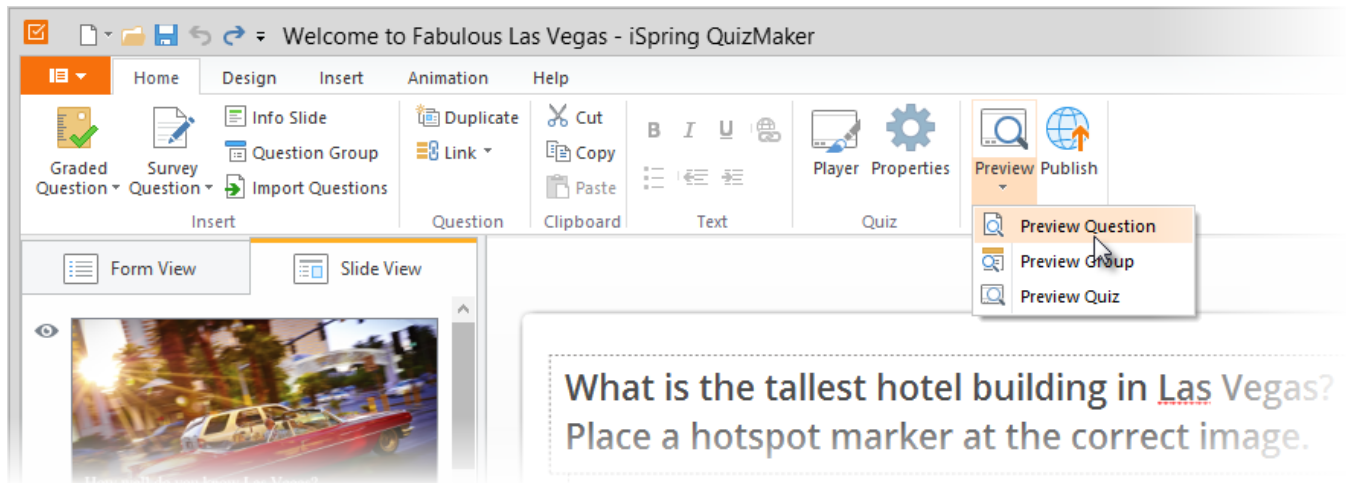 Welcome to Fabulous Las Vegas - iSpring QuizMaker
Home Design Insert Animation Help
Graded Question
Survey Question
Info Slide
Question Group
Import Questions
Insert
Duplicate
Link
Question
Cut
Copy
Paste
Clipboard
B I U
Text
Player Properties
Quiz
Preview Publish
Preview Question
Preview Group
Preview Quiz
Form View Slide View
What is the tallest hotel building in Las Vegas?
Place a hotspot marker at the correct image.